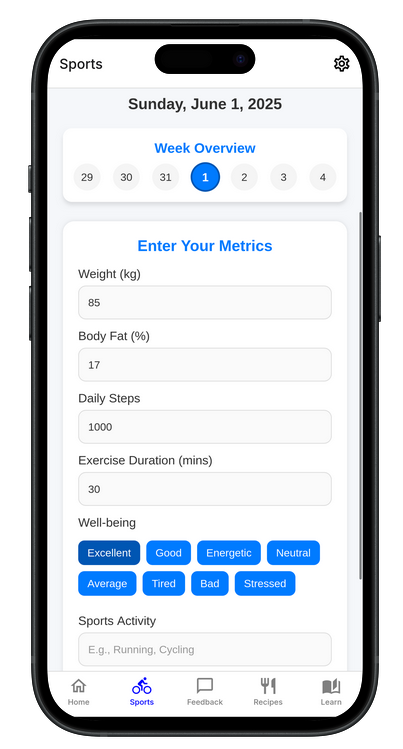 Sports
Sunday, June 1, 2025
Week Overview
29 30 31 1 2 3 4
Enter Your Metrics
Weight (kg)
85
Body Fat (%)
17
Daily Steps
1000
Exercise Duration (mins)
30
Well-being
Excellent Good Energetic Neutral
Average Tired Bad Stressed
Sports Activity
E.g., Running, Cycling
Home Sports Feedback Recipes Learn